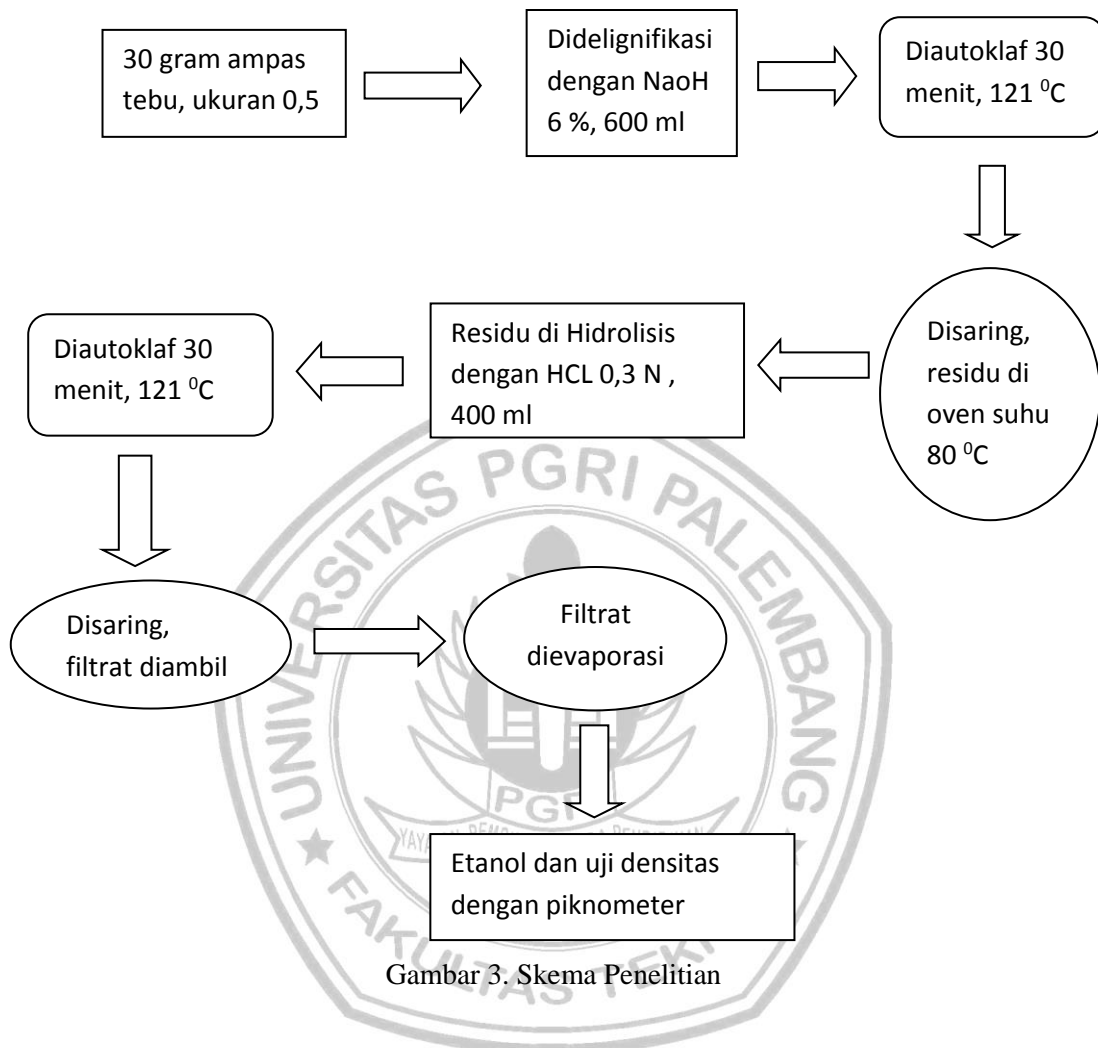 30 gram ampas
tebu, ukuran 0,5
Didelignifikasi
dengan NaoH
6 %, 600 ml
Diautoklaf 30
menit, 121 ⁰C
Disaring,
residu di
oven suhu
80 ⁰C
Residu di Hidrolisis
dengan HCL 0,3 N ,
400 ml
Diautoklaf 30
menit, 121 ⁰C
Disaring,
filtrat diambil
Filtrat
dievaporasi
Etanol dan uji densitas
dengan piknometer
Gambar 3. Skema Penelitian
UNIVERSITAS PGRI PALEMBANG
PGRI
FAKULTAS